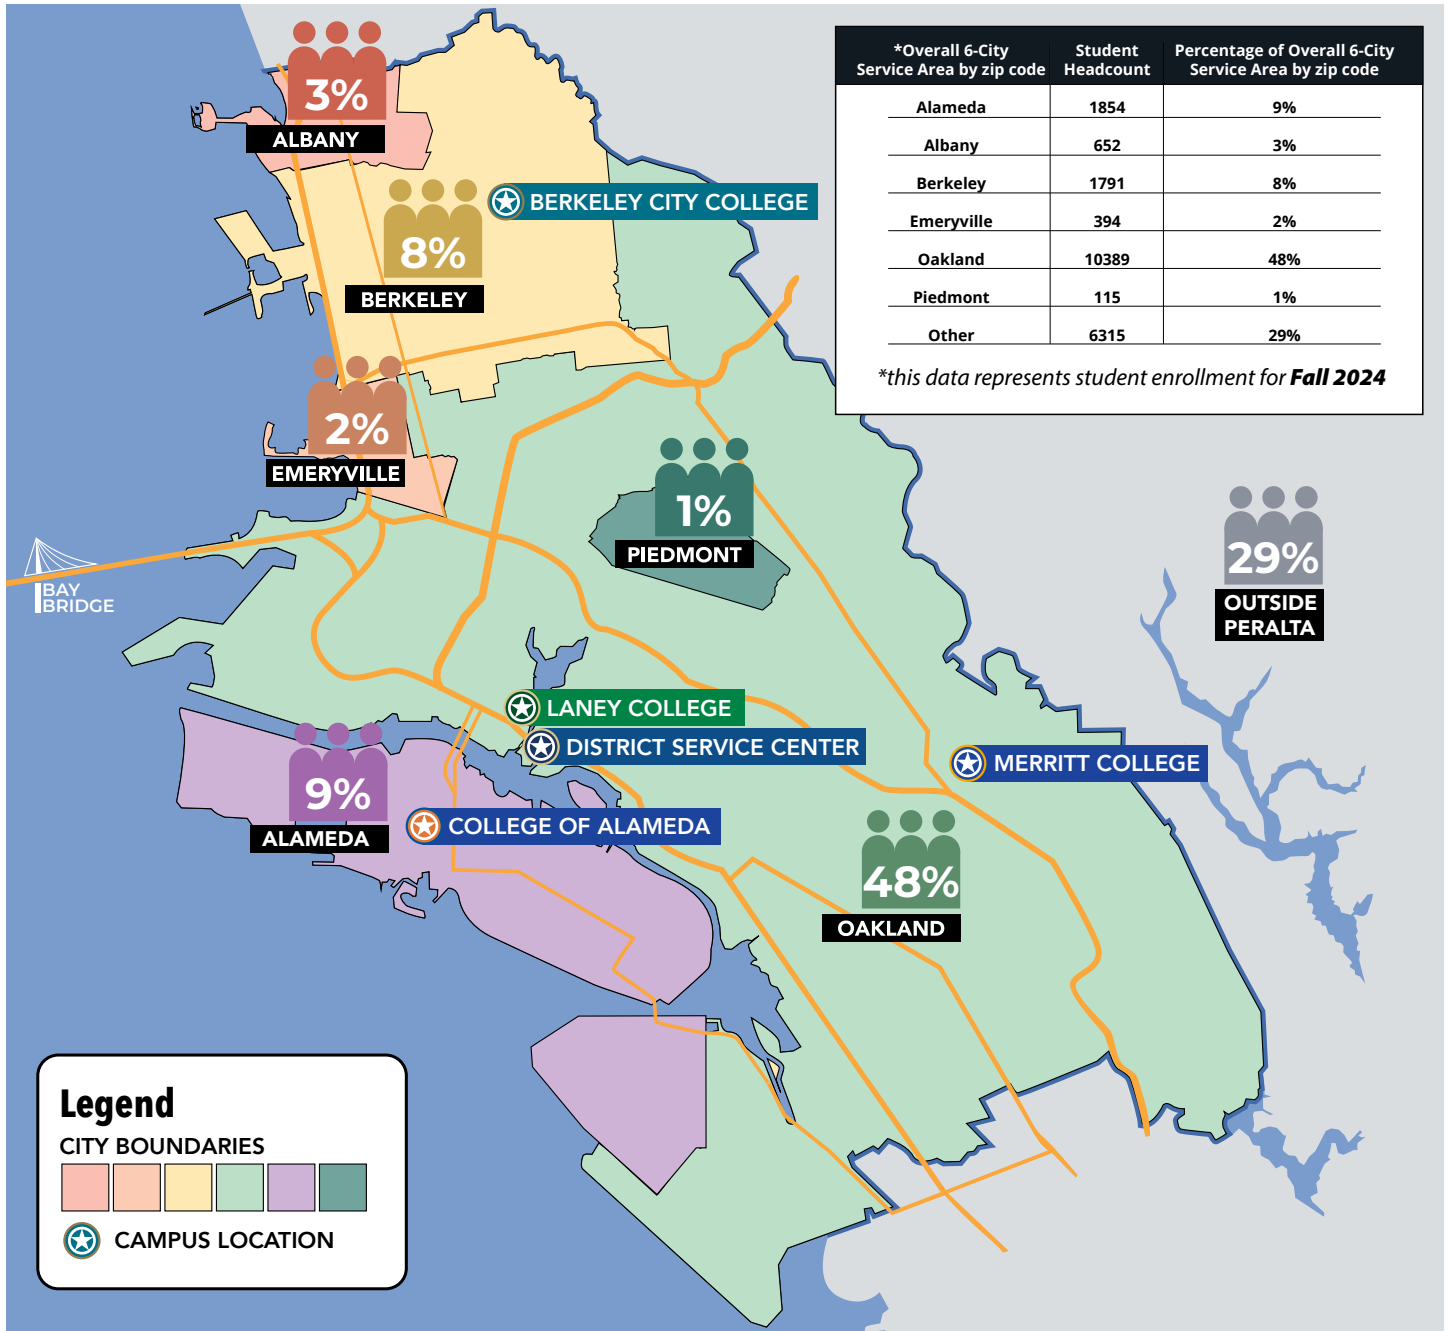 *Overall 6-City Service Area by zip code | Student Headcount | Percentage of Overall 6-City Service Area by zip code
Alameda 1854 9%
Albany 652 3%
Berkeley 1791 8%
Emeryville 394 2%
Oakland 10389 48%
Piedmont 115 1%
Other 6315 29%
*this data represents student enrollment for Fall 2024
3%
ALBANY
BERKELEY CITY COLLEGE
8%
BERKELEY
2%
EMERYVILLE
1%
PIEDMONT
29%
OUTSIDE
PERALTA
BAY
BRIDGE
LANEY COLLEGE
DISTRICT SERVICE CENTER
MERRITT COLLEGE
9%
ALAMEDA
COLLEGE OF ALAMEDA
48%
OAKLAND
Legend
CITY BOUNDARIES
CAMPUS LOCATION